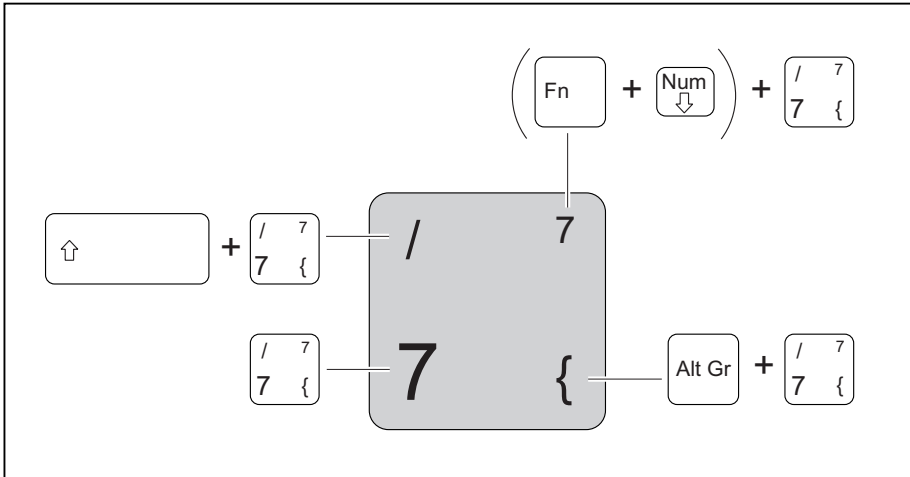 ( Fn + Num ⇩ ) + / 7 7 {
/ 7
⇧ + / 7 7 {
/ 7 7 {
7 {
Alt Gr + / 7 7 {